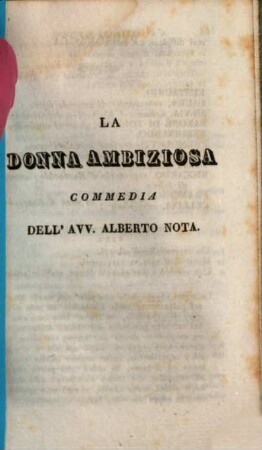 LA
DONNA AMBIZIOSA
COMMEDIA
DELL' AVV. ALBERTO NOTA.